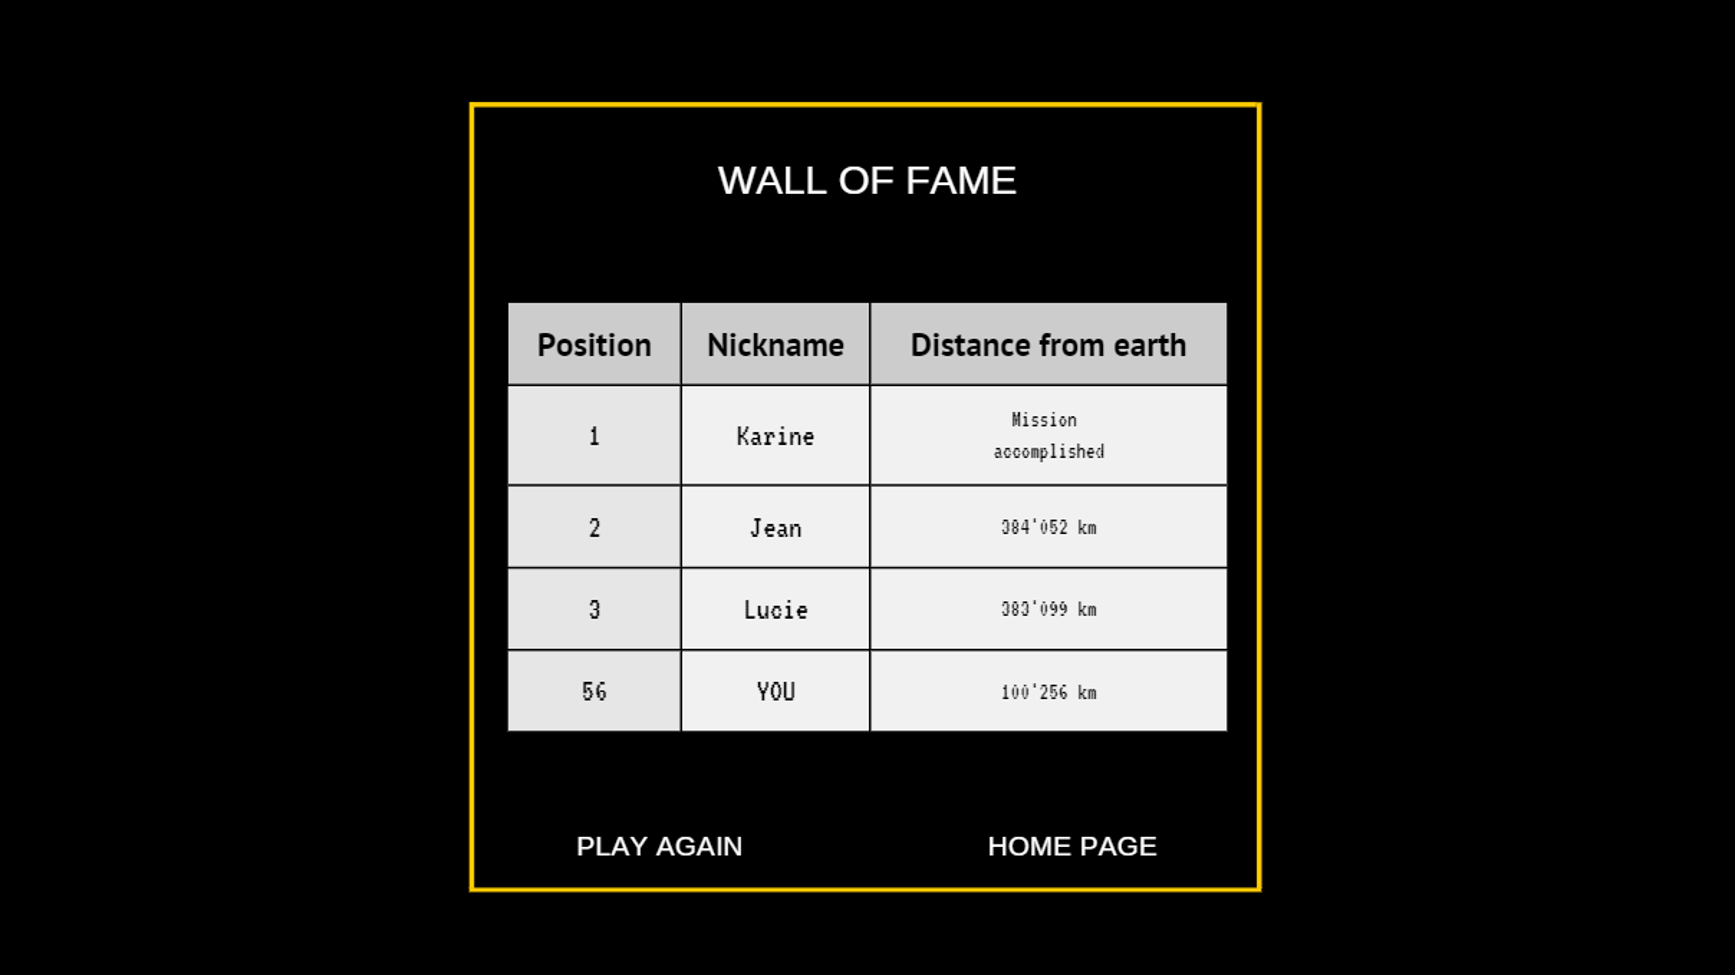 WALL OF FAME
Position Nickname Distance from earth
1 Karine Mission
accomplished
2 Jean 384'052 km
3 Lucie 383'099 km
56 YOU 100'256 km
PLAY AGAIN HOME PAGE